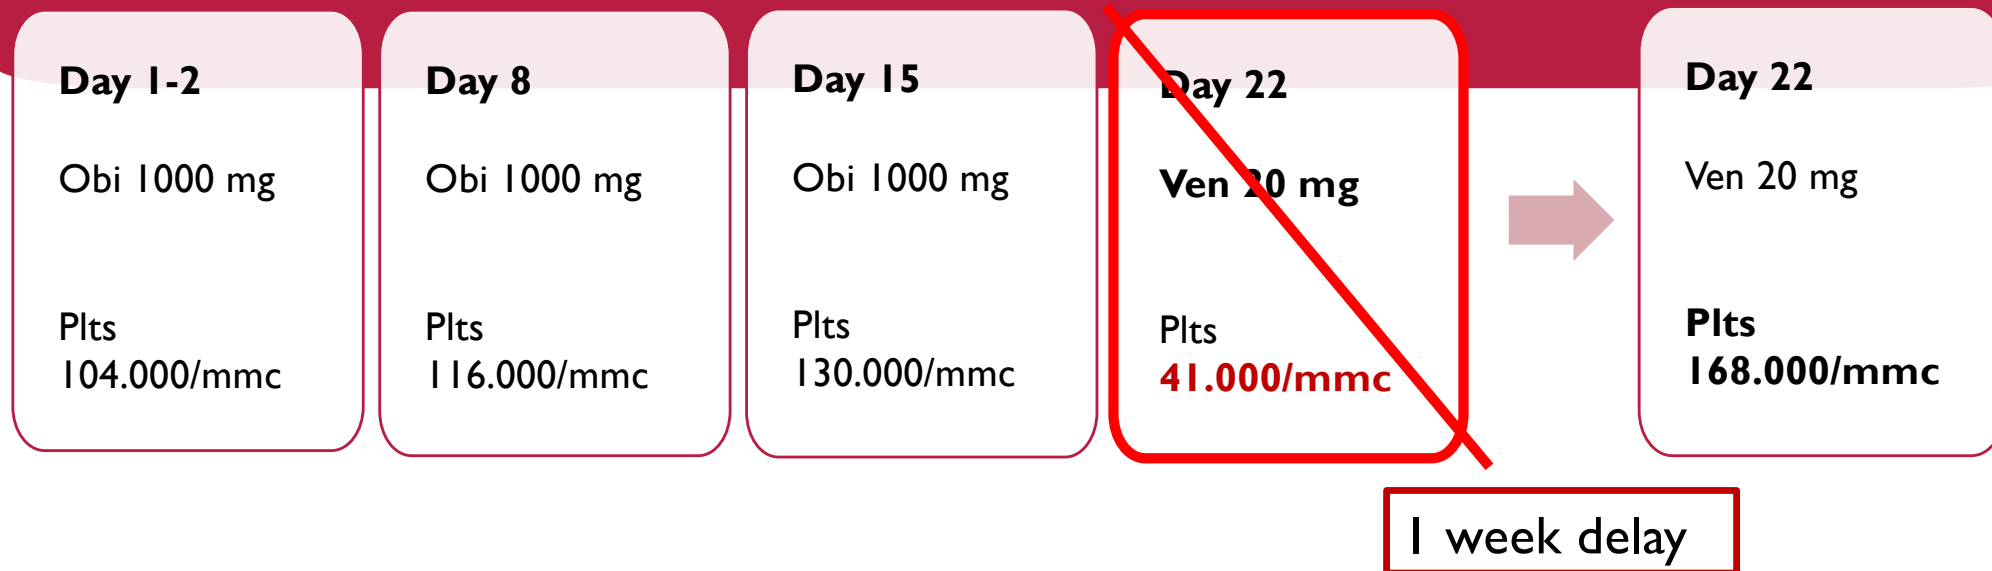 Day 1-2
Obi 1000 mg
Plts
104.000/mmc
Day 8
Obi 1000 mg
Plts
116.000/mmc
Day 15
Obi 1000 mg
Plts
130.000/mmc
Day 22
Ven 20 mg
Plts
41.000/mmc
Day 22
Ven 20 mg
Plts
168.000/mmc
1 week delay